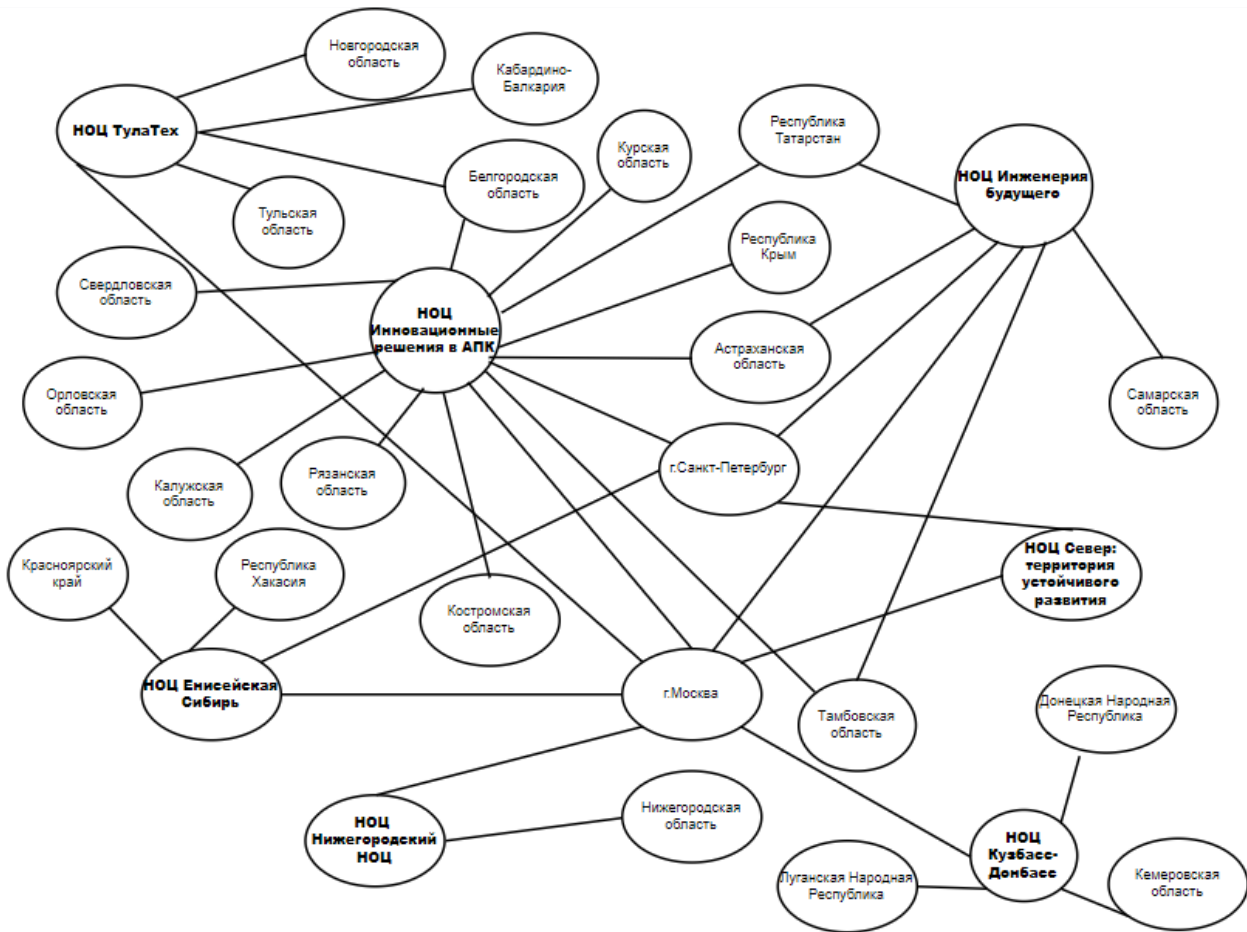 Новгородская
область
Кабардино-
Балкария
НОЦ ТулаТех
Республика
Татарстан
Курская
область
Белгородская
область
НОЦ Инженерия
будущего
Тульская
область
Республика
Крым
Свердловская
область
НОЦ
Инновационные
решения в АПК
Астраханская
область
Орловская
область
Самарская
область
г.Санкт-Петербург
Калужская
область
Рязанская
область
Красноярский
край
Республика
Хакасия
НОЦ Север:
территория
устойчивого
развития
Костромская
область
НОЦ Енисейская
Сибирь
г.Москва
Тамбовская
область
Донецкая Народная
Республика
НОЦ
Нижегородский
НОЦ
Нижегородская
область
НОЦ
Кузбасс-
Донбасс
Луганская Народная
Республика
Кемеровская
область